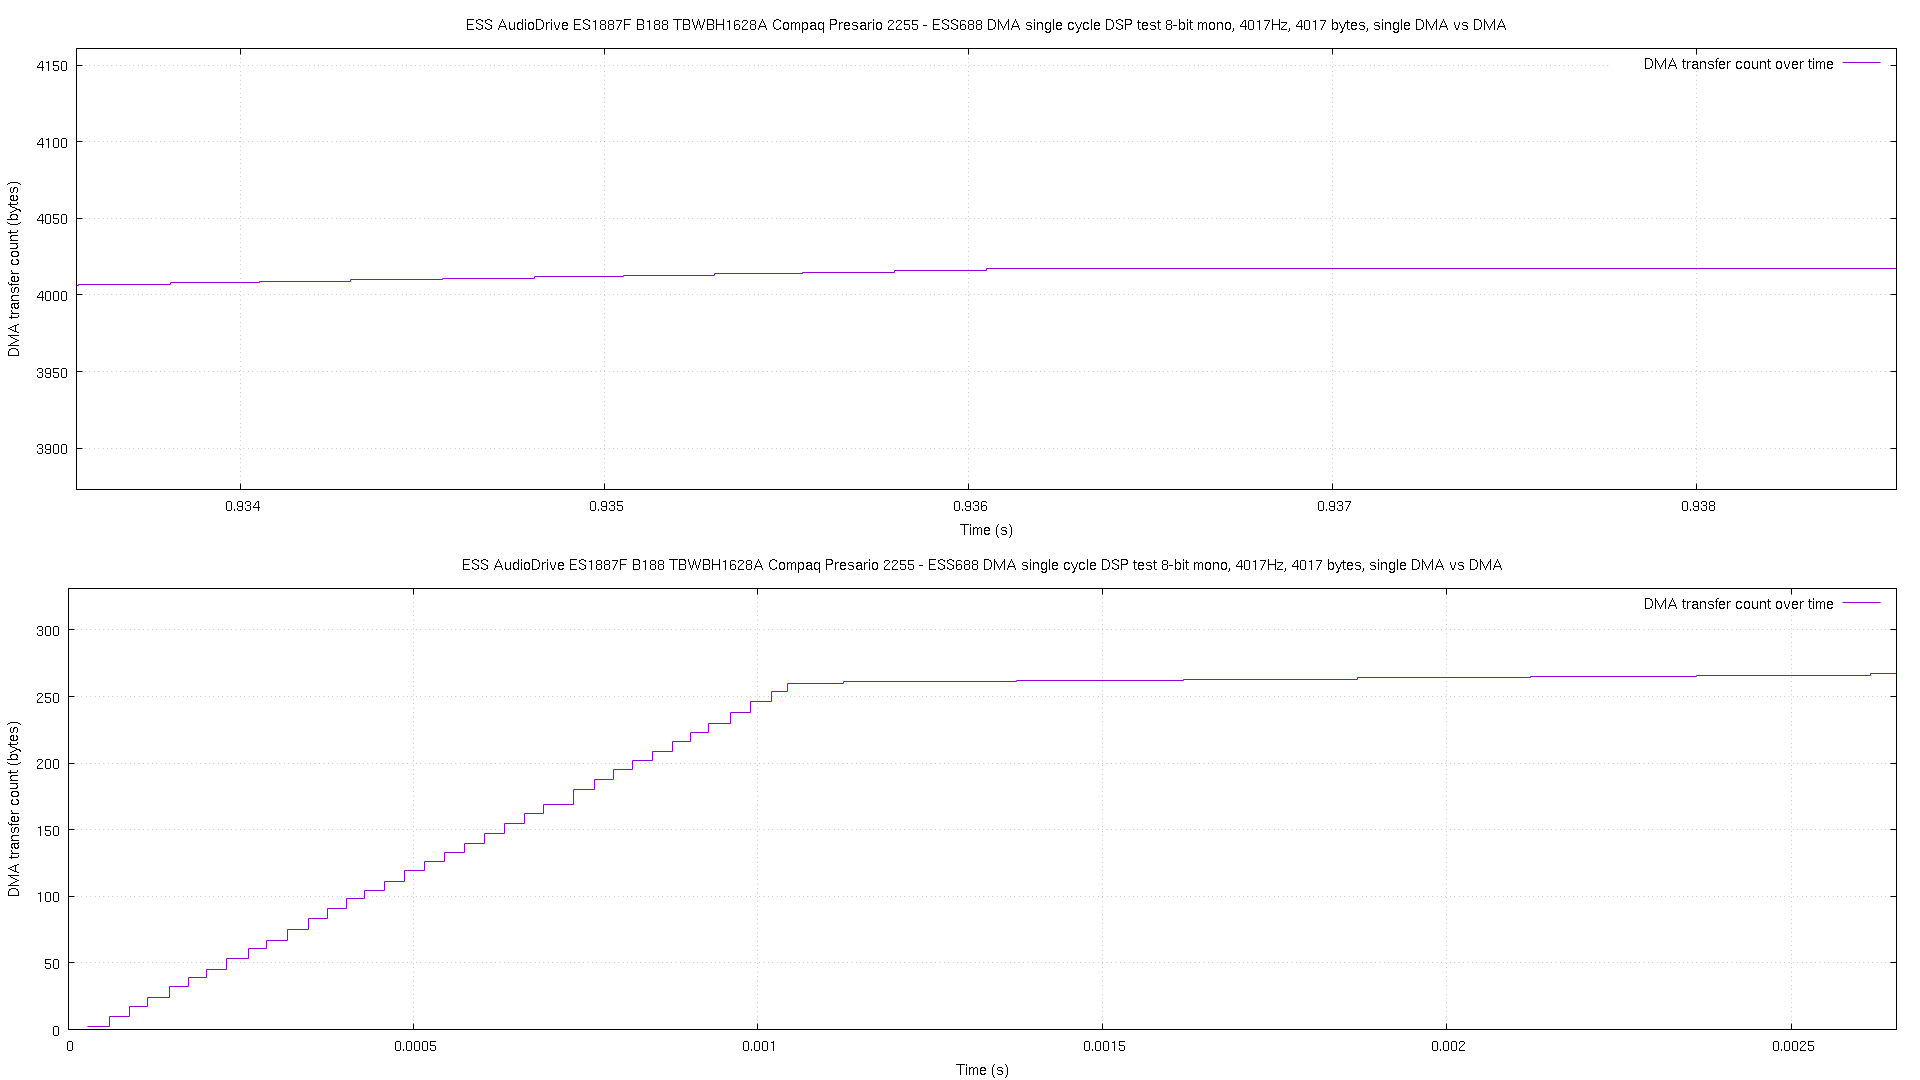 ESS AudioDrive ES1887F B188 TBWBH1628A Compaq Presario 2255 - ESS688 DMA single cycle DSP test 8-bit mono, 4017Hz, 4017 bytes, single DMA vs DMA
DMA transfer count over time
4150
4100
4050
4000
3950
3900
DMA transfer count (bytes)
0.934 0.935 0.936 0.937 0.938
Time (s)
ESS AudioDrive ES1887F B188 TBWBH1628A Compaq Presario 2255 - ESS688 DMA single cycle DSP test 8-bit mono, 4017Hz, 4017 bytes, single DMA vs DMA
DMA transfer count over time
300
250
200
150
100
50
0
DMA transfer count (bytes)
0 0.0005 0.001 0.0015 0.002 0.0025
Time (s)